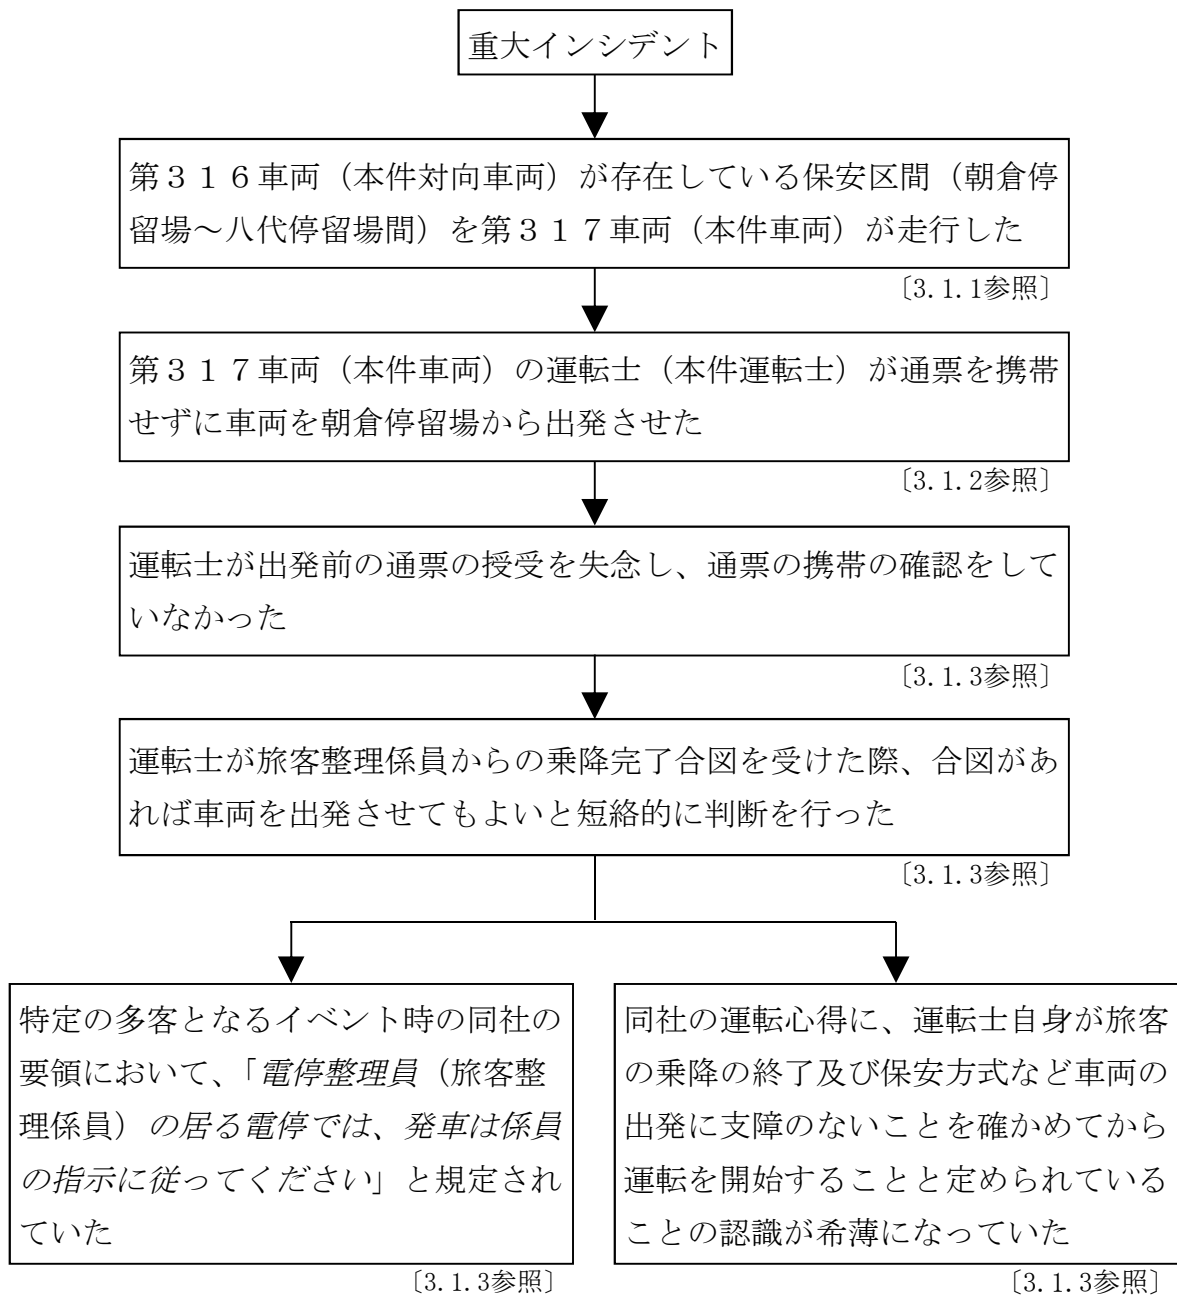 重大インシデント
第３１６車両（本件対向車両）が存在している保安区間（朝倉停
留場～八代停留場間）を第３１７車両（本件車両）が走行した
〔3.1.1参照〕
第３１７車両（本件車両）の運転士（本件運転士）が通票を携帯
せずに車両を朝倉停留場から出発させた
〔3.1.2参照〕
運転士が出発前の通票の授受を失念し、通票の携帯の確認をして
いなかった
〔3.1.3参照〕
運転士が旅客整理係員からの乗降完了合図を受けた際、合図があ
れば車両を出発させてもよいと短絡的に判断を行った
〔3.1.3参照〕
特定の多客となるイベント時の同社の
要領において、「電停整理員（旅客整
理係員）の居る電停では、発車は係員
の指示に従ってください」と規定され
ていた
〔3.1.3参照〕
同社の運転心得に、運転士自身が旅客
の乗降の終了及び保安方式など車両の
出発に支障のないことを確かめてから
運転を開始することと定められている
ことの認識が希薄になっていた
〔3.1.3参照〕